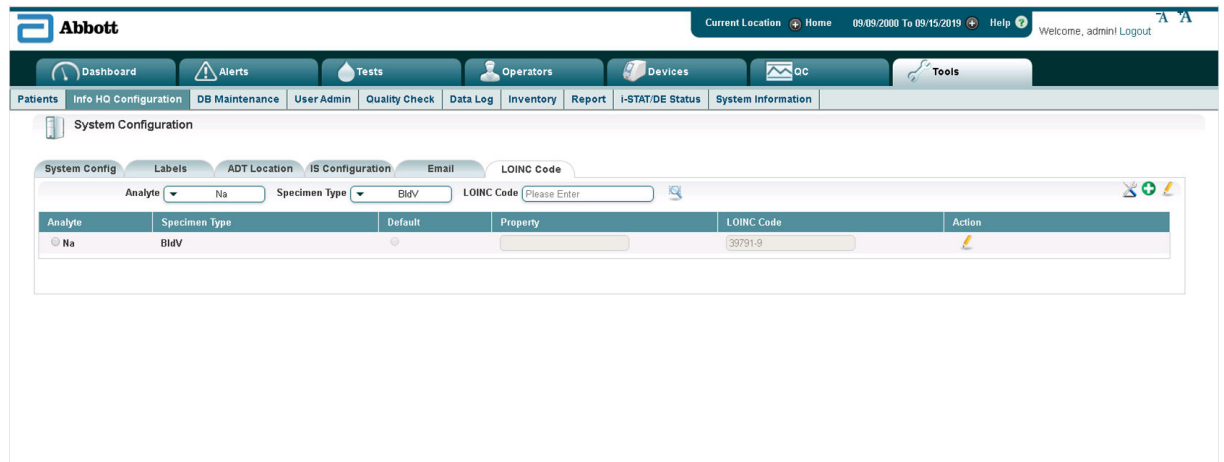 Abbott
Current Location Home 09/09/2000 To 09/15/2019 Help ?
Welcome, admin! Logout
-A +A
Dashboard Alerts Tests Operators Devices QC Tools
Patients Info HQ Configuration DB Maintenance User Admin Quality Check Data Log Inventory Report i-STAT/DE Status System Information
System Configuration
System Config Labels ADT Location IS Configuration Email LOINC Code
Analyte Na Specimen Type BldV LOINC Code Please Enter
Analyte Specimen Type Default Property LOINC Code Action
Na BldV 39791-9